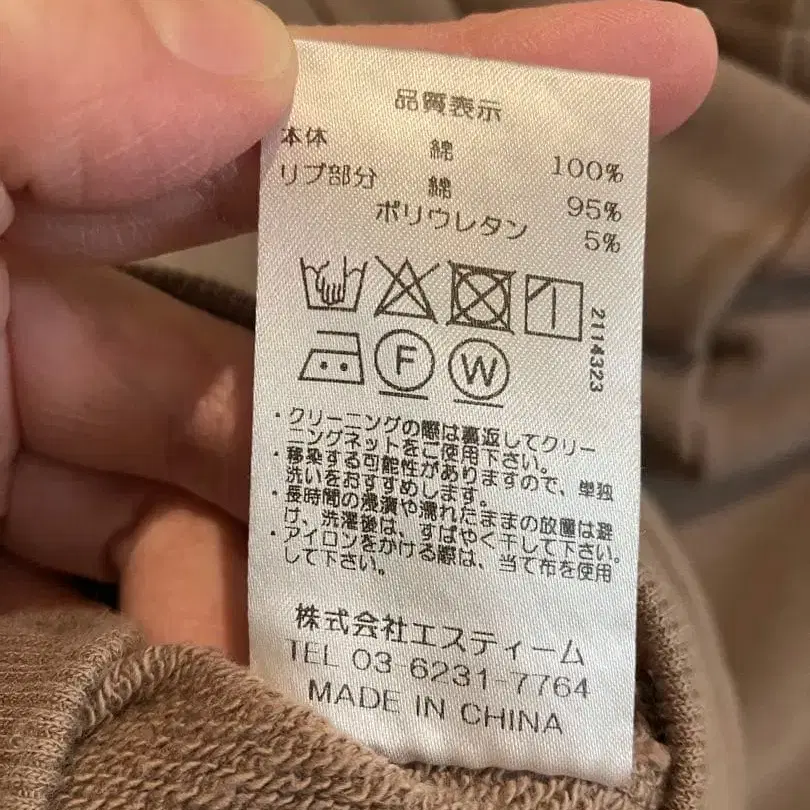 品質表示
本体 綿 100%
リブ部分 綿 95%
ポリウレタン 5%
2114323
F W
・クリーニングの際は裏返してクリー
ニングネットをご使用下さい。
・移染する可能性がありますので、単独
洗いをおすすめします。
・長時間の浸漬や濡れたままの放置は避
け、洗濯後は、すばやく干して下さい。
・アイロンをかける際は、当て布を使用
して下さい。
株式会社エスティーム
TEL 03-6231-7764
MADE IN CHINA